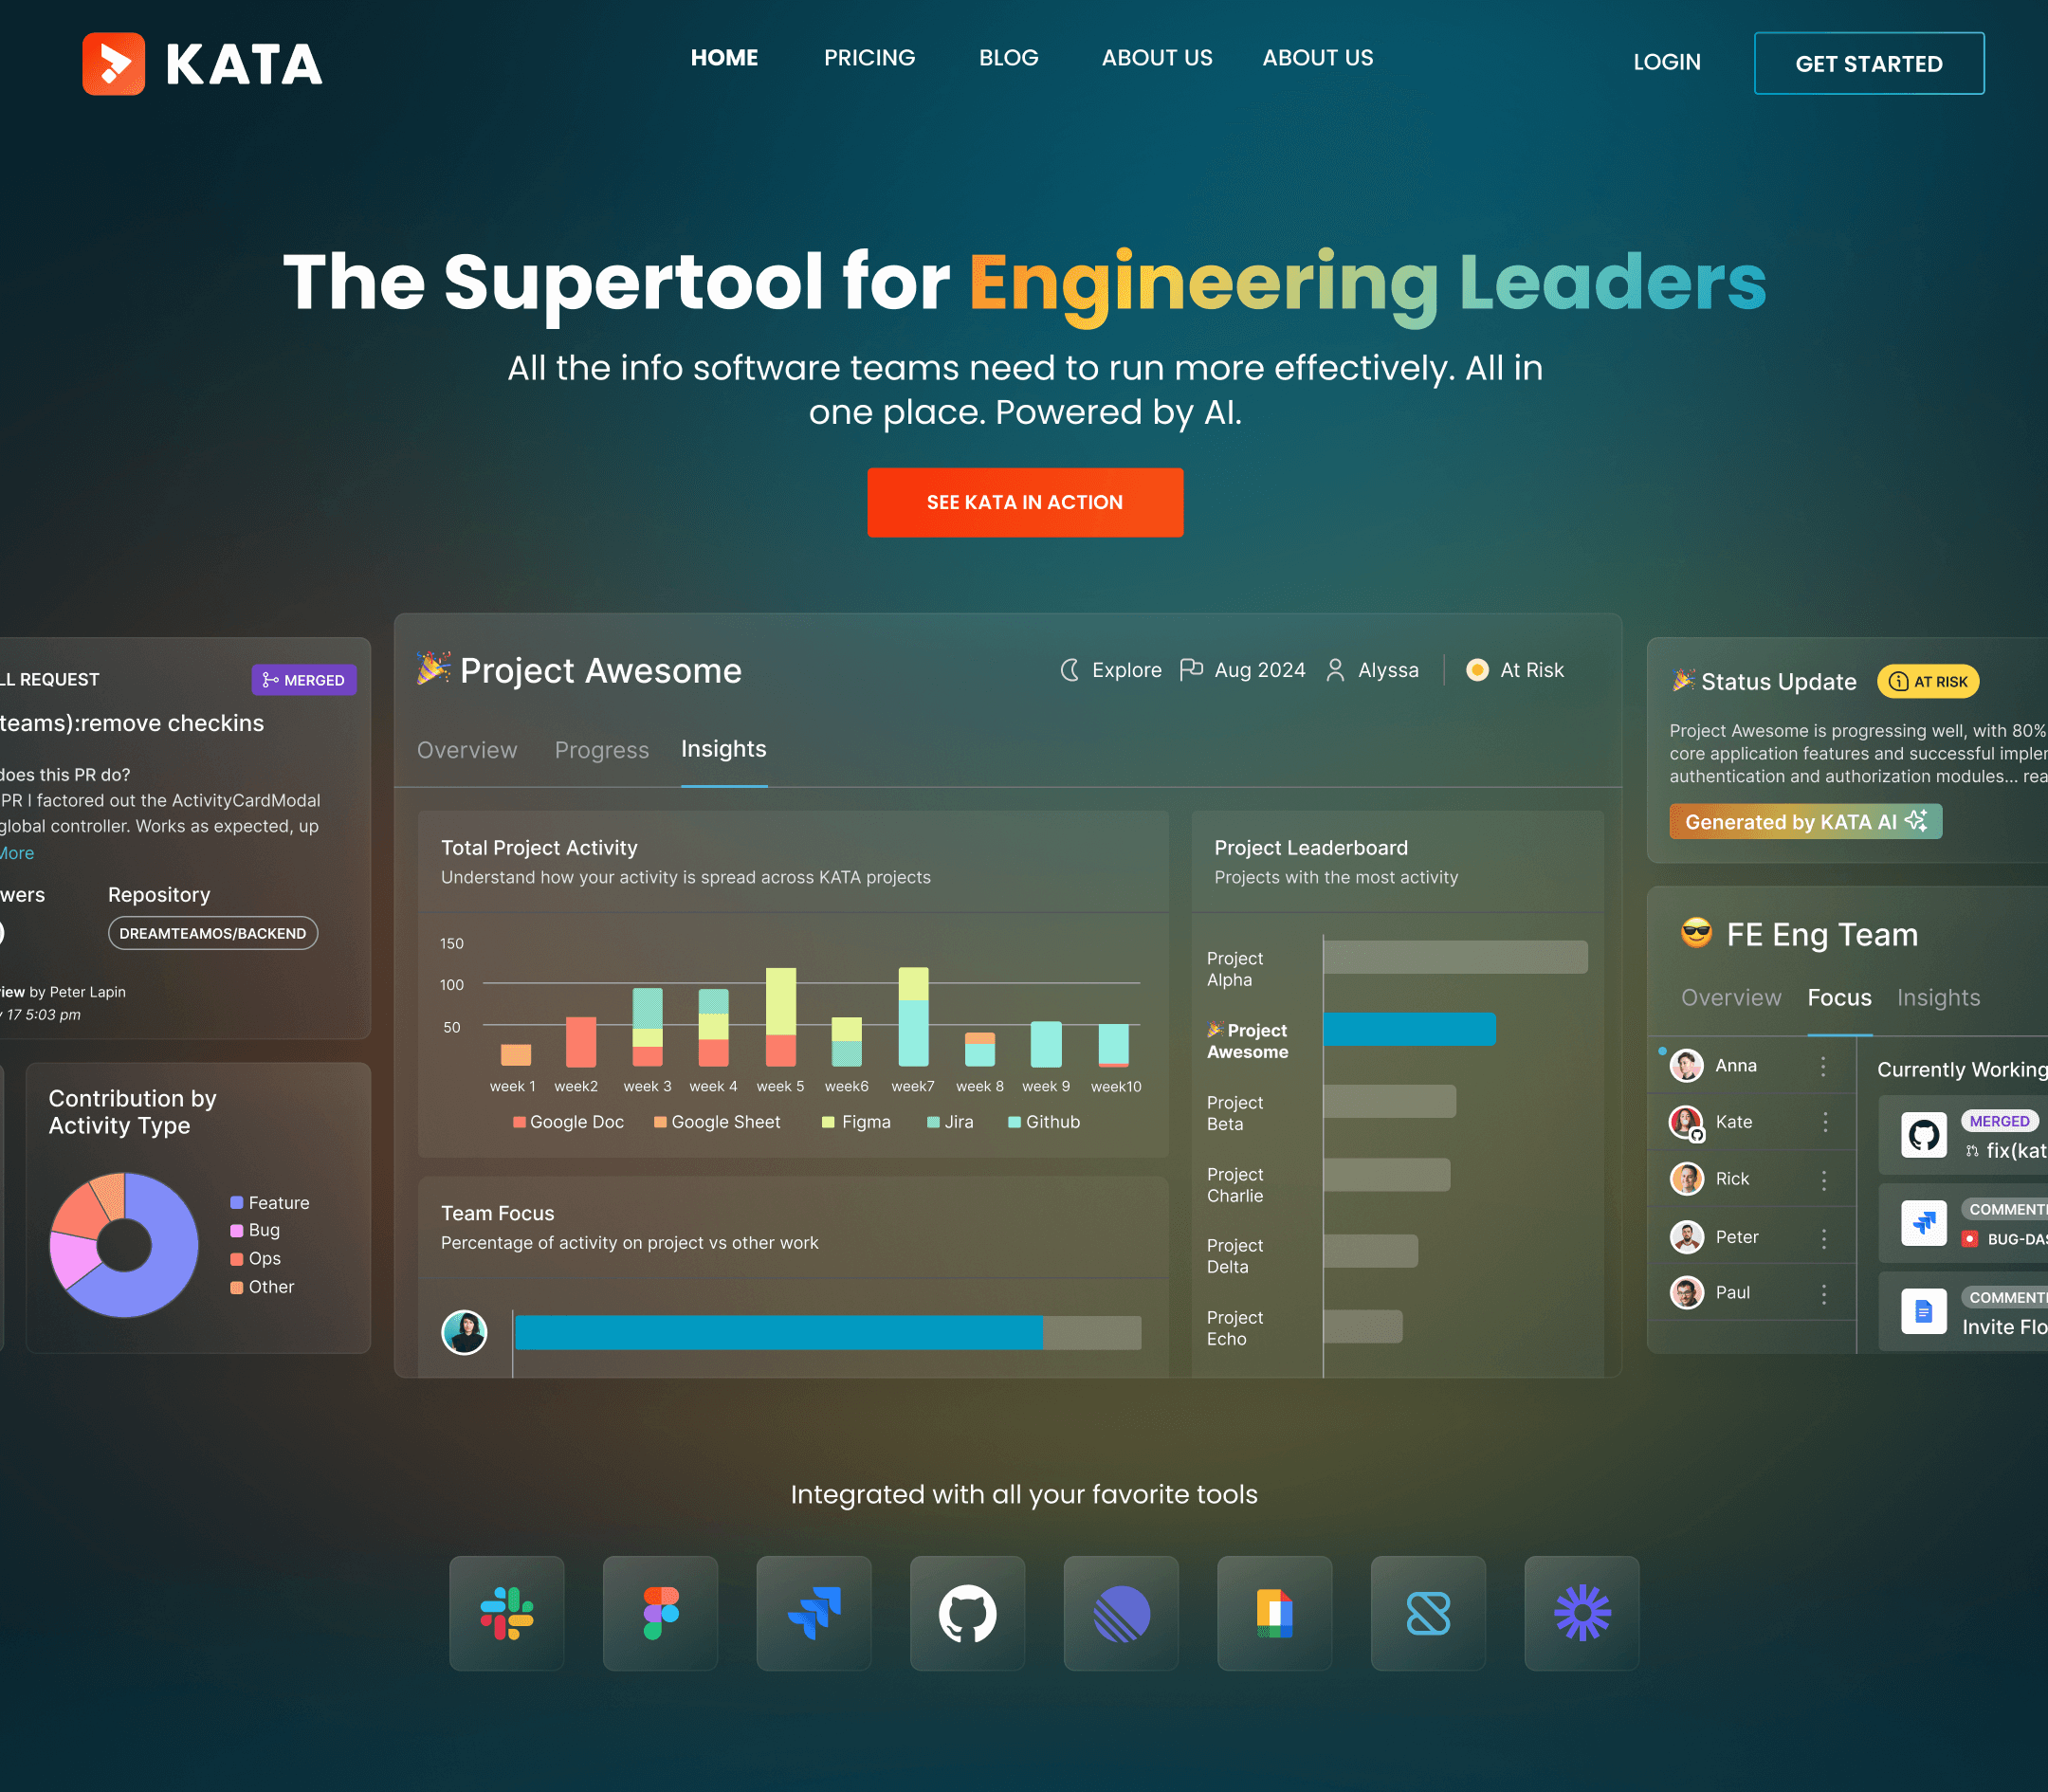 KATA
HOME
PRICING
BLOG
ABOUT US
ABOUT US
LOGIN
GET STARTED
The Supertool for Engineering Leaders
All the info software teams need to run more effectively. All in
one place. Powered by AI.
SEE KATA IN ACTION
LL REQUEST
MERGED
teams):remove checkins
does this PR do?
PR I factored out the ActivityCardModal
global controller. Works as expected, up
More
wers
Repository
DREAMTEAMOS/BACKEND
iew by Peter Lapin
17 5:03 pm
Contribution by
Activity Type
Feature
Bug
Ops
Other
Project Awesome
Explore
Aug 2024
Alyssa
At Risk
Overview
Progress
Insights
Total Project Activity
Understand how your activity is spread across KATA projects
150
100
50
week 1
week2
week 3
week 4
week 5
week6
week7
week 8
week 9
week10
Google Doc
Google Sheet
Figma
Jira
Github
Team Focus
Percentage of activity on project vs other work
Project Leaderboard
Projects with the most activity
Project
Alpha
Project
Awesome
Project
Beta
Project
Charlie
Project
Delta
Project
Echo
Status Update
AT RISK
Project Awesome is progressing well, with 80%
core application features and successful imple
authentication and authorization modules... rea
Generated by KATA AI
FE Eng Team
Overview
Focus
Insights
Anna
Kate
Rick
Peter
Paul
Currently Working
MERGED
fix(kat
COMMENT
BUG-DAS
COMMENT
Invite Flo
Integrated with all your favorite tools